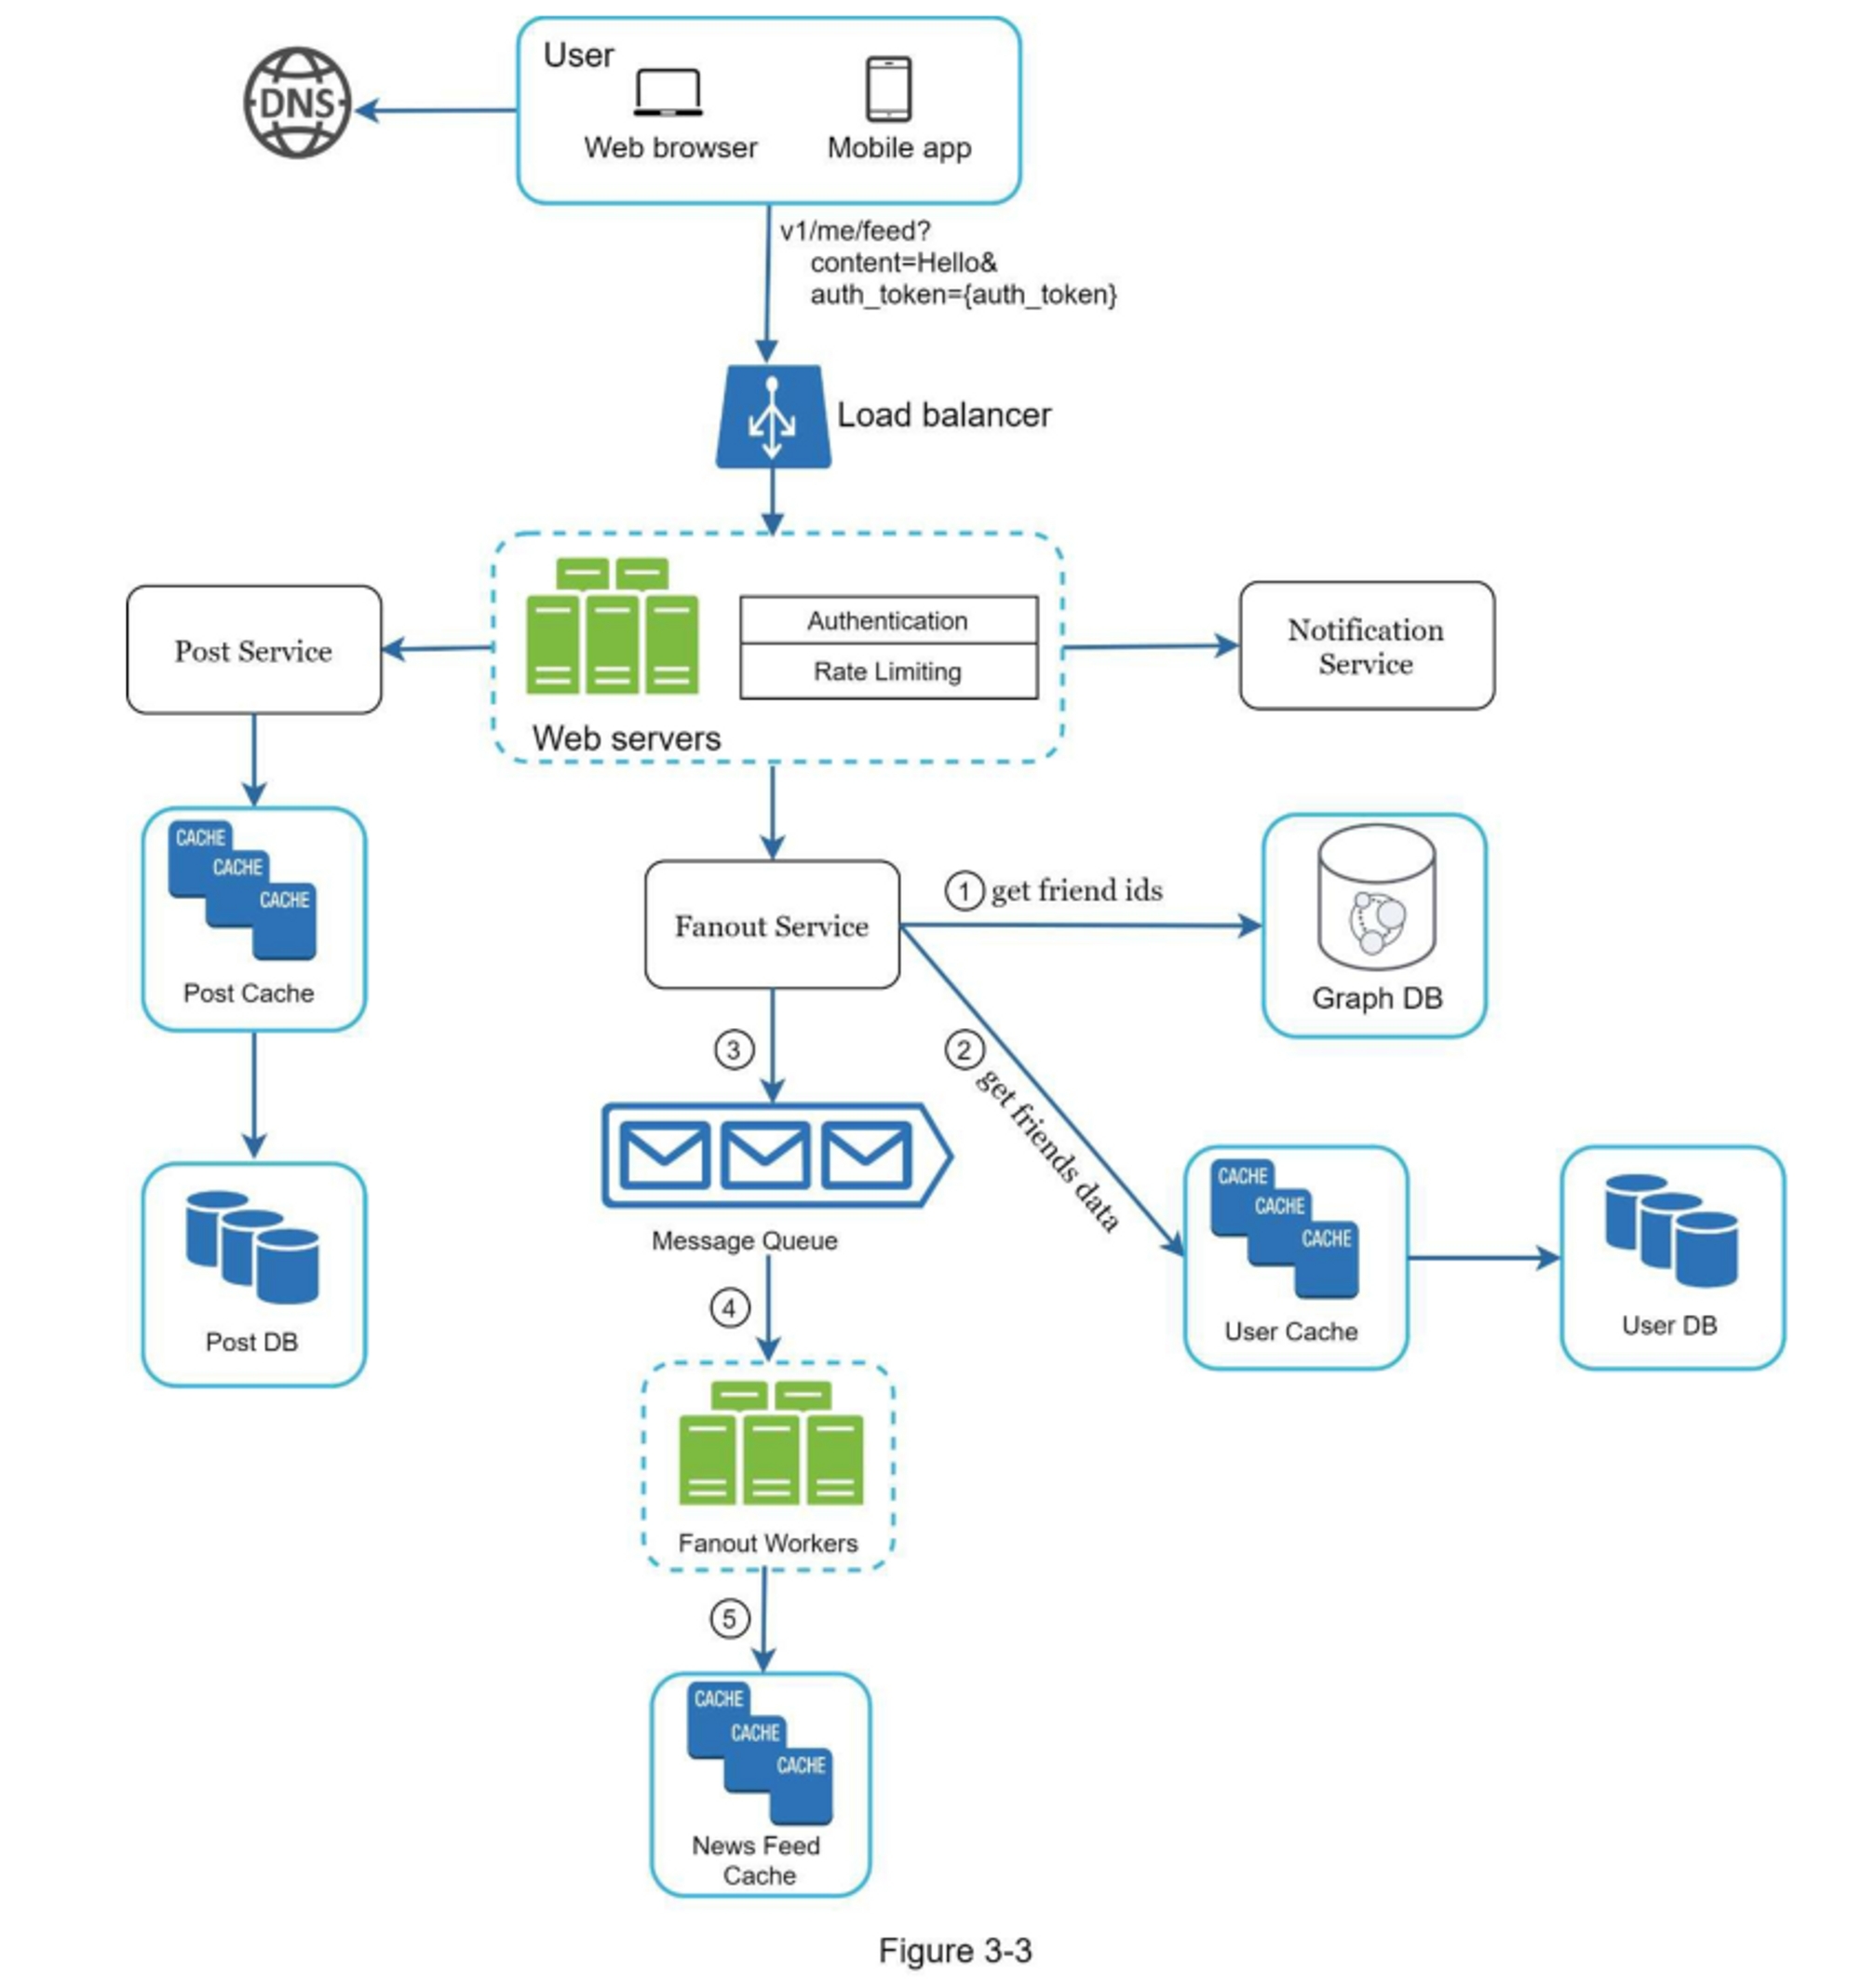 User
DNS
Web browser
Mobile app
v1/me/feed?
content=Hello&
auth_token={auth_token}
Load balancer
Post Service
Authentication
Rate Limiting
Web servers
Notification
Service
CACHE
CACHE
CACHE
Post Cache
Fanout Service
1 get friend ids
Graph DB
2 get friends data
3
Message Queue
Post DB
CACHE
CACHE
CACHE
User Cache
User DB
4
Fanout Workers
5
CACHE
CACHE
CACHE
News Feed
Cache
Figure 3-3